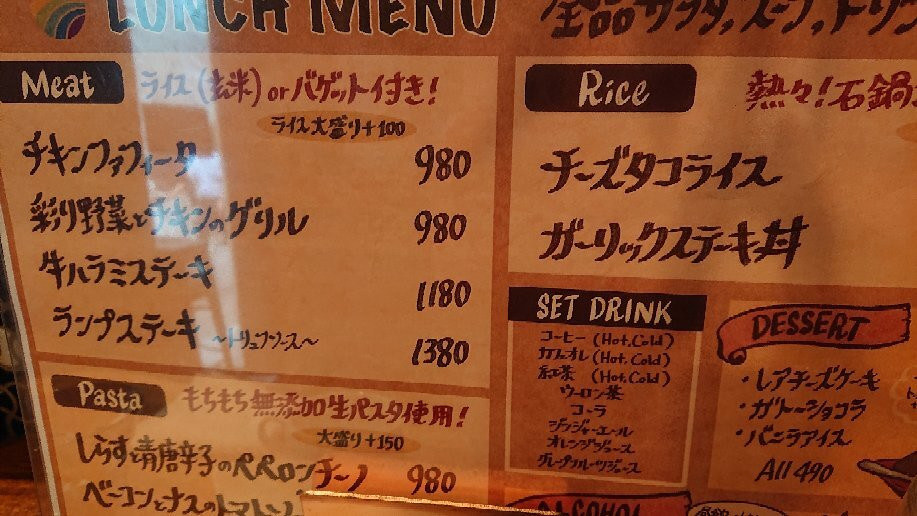 LUNCH MENU
全品サラダ,スープ,ドリン
Meat
ライス(玄米)orバゲット付き!
ライス大盛り+100
チキンファフィータ 980
彩り野菜とチキンのグリル 980
牛ハラミステーキ 1180
ランプステーキ ~トリュフソース~ 1380
Pasta
もちもち無添加生パスタ使用!
大盛り+150
しらすと青唐辛子のペペロンチーノ 980
ベーコンとナスのトマト
Rice
熱々!石鍋
チーズタコライス
ガーリックステーキ丼
SET DRINK
コーヒー (Hot,Cold)
カフェオレ (Hot,Cold)
紅茶 (Hot,Cold)
ウーロン茶
コーラ
ジンジャーエール
オレンジジュース
グレープフルーツジュース
DESSERT
・レアチーズケーキ
・ガトーショコラ
・バニラアイス
All 490
ALCOHOL